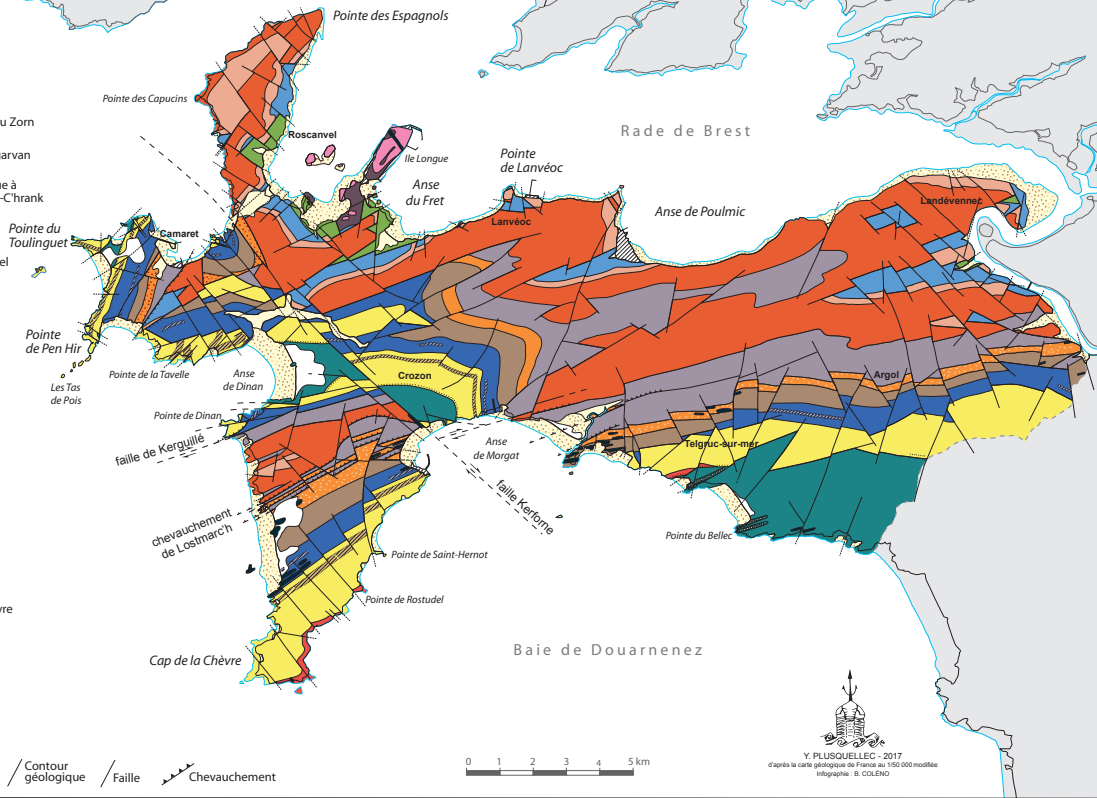 Pointe des Espagnols
Pointe des Capucins
u Zorn
Roscanvel
Rade de Brest
arvan
Ile Longue
Pointe
de Lanvéoc
ue à
-C'hrank
Anse
du Fret
Landévennec
Anse de Poulmic
Lanvéoc
Pointe du
Toulinguet
Camaret
el
Pointe
de Pen Hir
Pointe de la Tavelle
Anse
de Dinan
Crozon
Argol
Les Tas
de Pois
Pointe de Dinan
faille de Kerguillé
Anse
de Morgat
Telgruc-sur-mer
faille Kerforne
chevauchement
de Lostmarc'h
Pointe du Bellec
Pointe de Saint-Hernot
Pointe de Rostudel
vre
Cap de la Chèvre
Baie de Douarnenez
Contour
géologique
Faille
Chevauchement
0 1 2 3 4 5 km
Y. PLUSQUELLEC - 2017
d'après la carte géologique de France au 1/50 000 modifiée
Infographie : B. COLÉNO